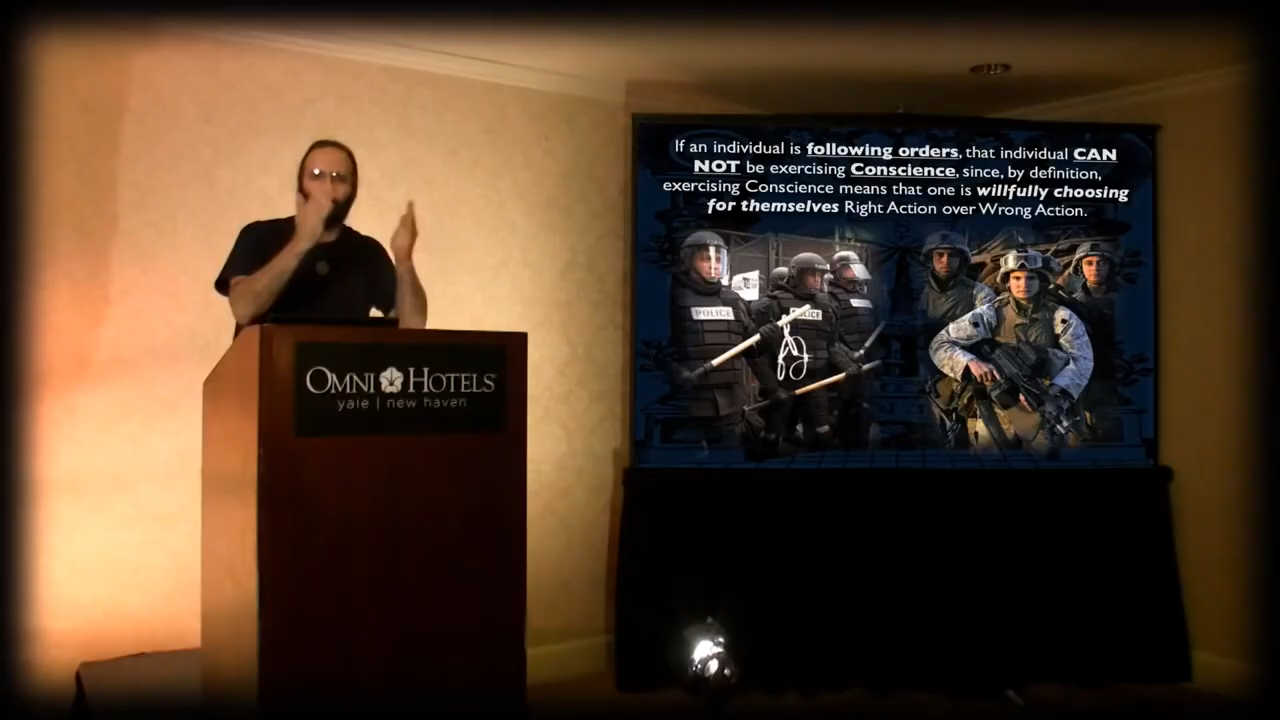 If an individual is following orders, that individual CAN
NOT be exercising Conscience, since, by definition,
exercising Conscience means that one is willfully choosing
for themselves Right Action over Wrong Action.
POLICE
POLICE
OMNI HOTELS
yale | new haven